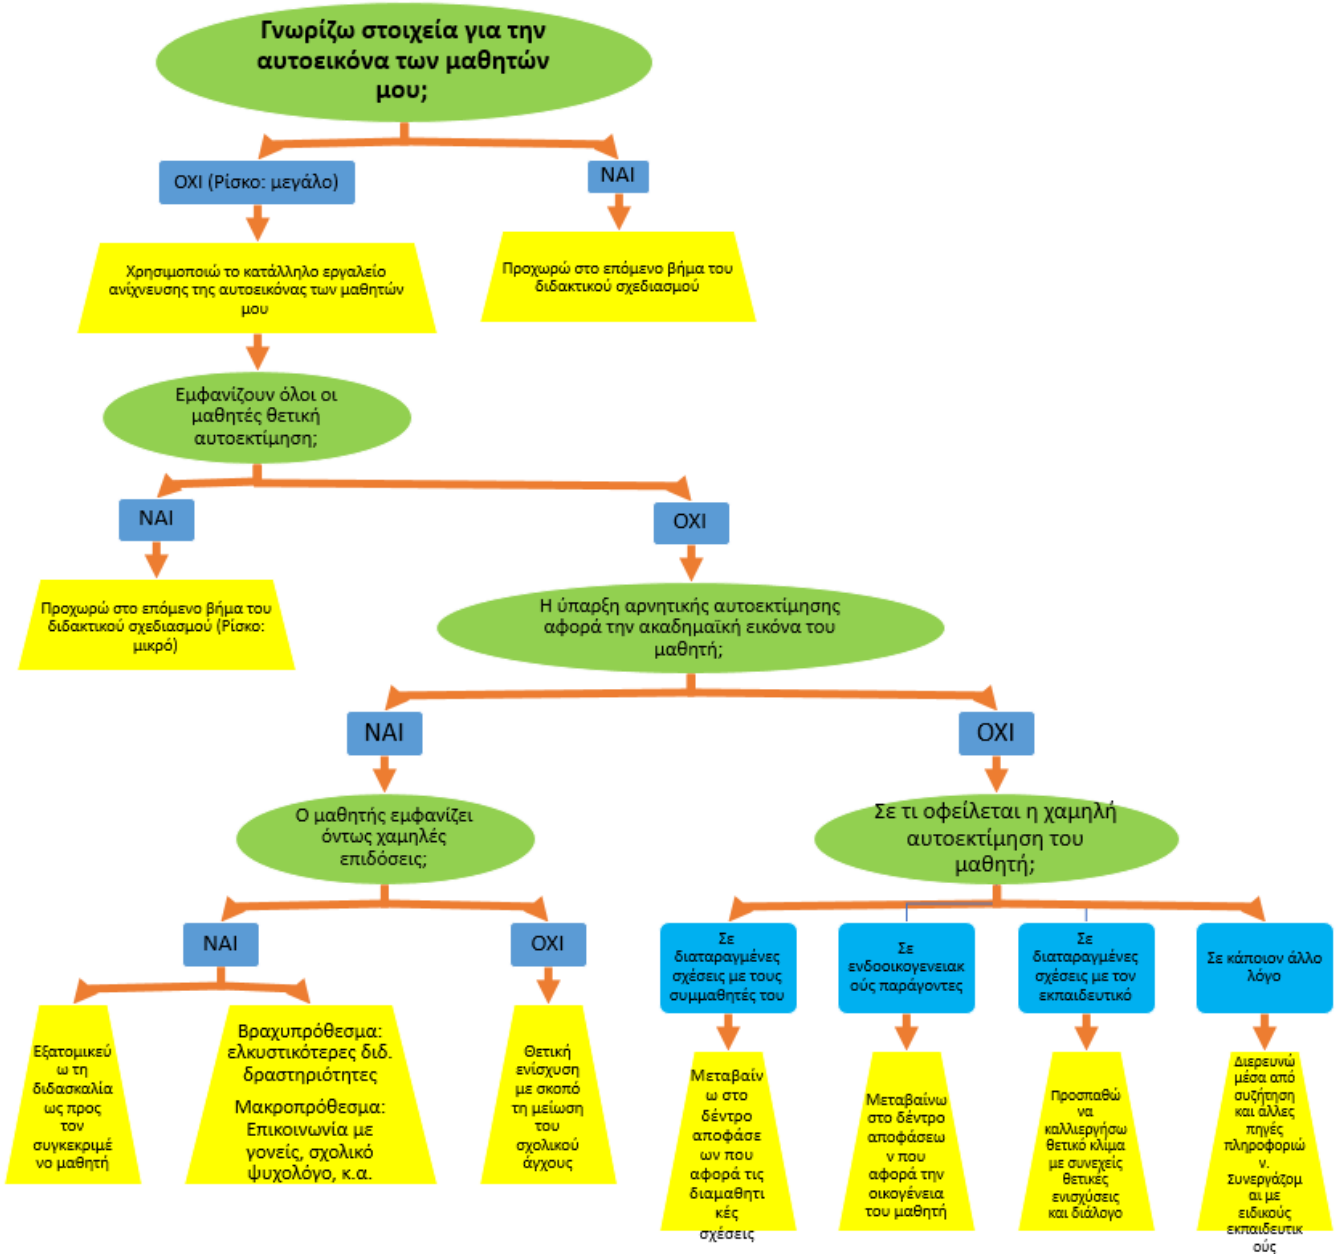 Γνωρίζω στοιχεία για την
αυτοεικόνα των μαθητών
μου;
ΟΧΙ (Ρίσκο: μεγάλο)
ΝΑΙ
Χρησιμοποιώ το κατάλληλο εργαλείο
ανίχνευσης της αυτοεικόνας των μαθητών
μου
Προχωρώ στο επόμενο βήμα του
διδακτικού σχεδιασμού
Εμφανίζουν όλοι οι
μαθητές θετική
αυτοεκτίμηση;
ΝΑΙ
ΟΧΙ
Προχωρώ στο επόμενο βήμα του
διδακτικού σχεδιασμού (Ρίσκο:
μικρό)
Η ύπαρξη αρνητικής αυτοεκτίμησης
αφορά την ακαδημαϊκή εικόνα του
μαθητή;
ΝΑΙ
ΟΧΙ
Ο μαθητής εμφανίζει
όντως χαμηλές
επιδόσεις;
Σε τι οφείλεται η χαμηλή
αυτοεκτίμηση του
μαθητή;
ΝΑΙ
ΟΧΙ
Σε
διαταραγμένες
σχέσεις με τους
συμμαθητές του
Σε
ενδοοικογενειακ
ούς παράγοντες
Σε
διαταραγμένες
σχέσεις με τον
εκπαιδευτικό
Σε κάποιον άλλο
λόγο
Εξατομικεύ
ω τη
διδασκαλία
ως προς
τον
συγκεκριμέ
νο μαθητή
Βραχυπρόθεσμα:
ελκυστικότερες διδ.
δραστηριότητες
Μακροπρόθεσμα:
Επικοινωνία με
γονείς, σχολικό
ψυχολόγο, κ.α.
Θετική
ενίσχυση
με σκοπό
τη μείωση
του
σχολικού
άγχους
Μεταβαίν
ω στο
δέντρο
αποφάσε
ων που
αφορά τις
διαμαθητι
κές
σχέσεις
Μεταβαίνω
στο δέντρο
αποφάσεω
ν που
αφορά την
οικογένεια
του μαθητή
Προσπαθώ
να
καλλιεργήσω
θετικό κλίμα
με συνεχείς
θετικές
ενισχύσεις
και διάλογο
Διερευνώ
μέσα από
συζήτηση
και άλλες
πηγές
πληροφοριώ
ν.
Συνεργάζομ
αι με
ειδικούς
εκπαιδευτικ
ούς